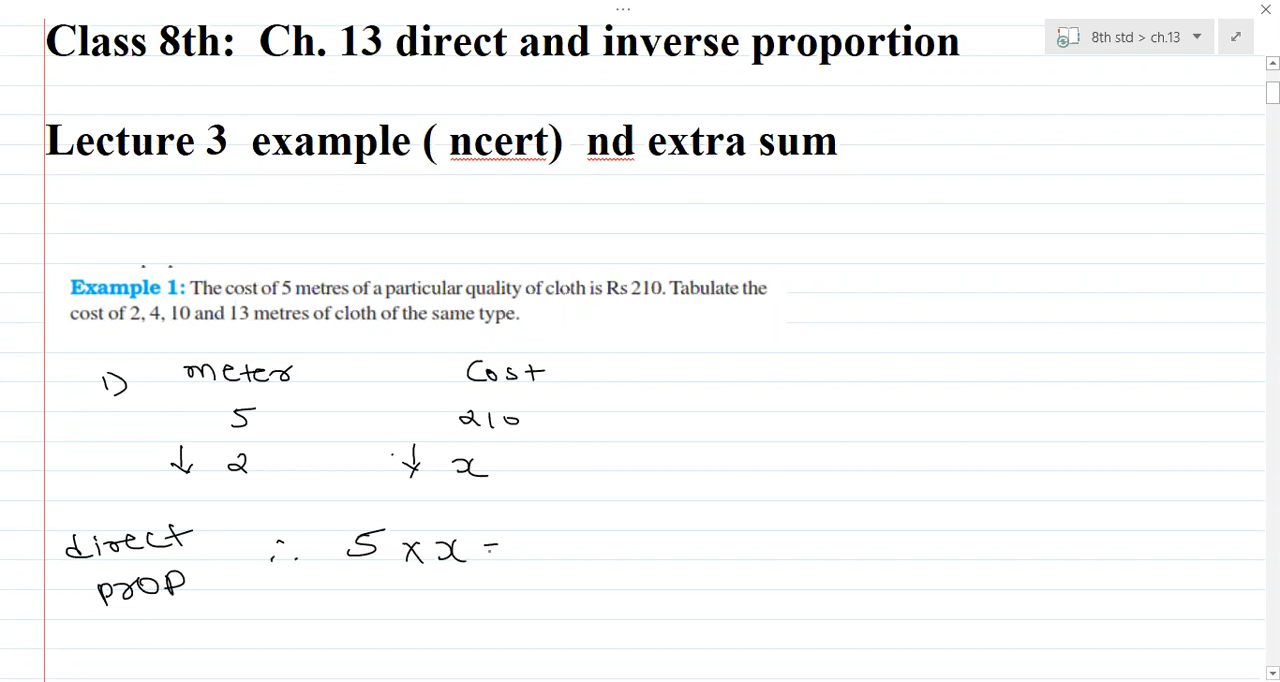 Class 8th: Ch. 13 direct and inverse proportion
8th std > ch.13
Lecture 3 example ( ncert) nd extra sum
Example 1: The cost of 5 metres of a particular quality of cloth is Rs 210. Tabulate the
cost of 2, 4, 10 and 13 metres of cloth of the same type.
1) meter cost
5 210
↓ 2 ↓ x
direct ∴ 5 × x =
prop